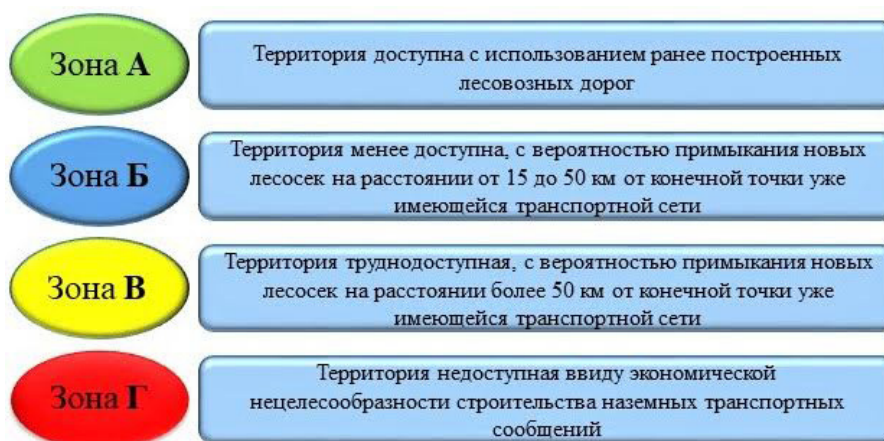 Зона А
Территория доступна с использованием ранее построенных
лесовозных дорог
Зона Б
Территория менее доступна, с вероятностью примыкания новых
лесосек на расстоянии от 15 до 50 км от конечной точки уже
имеющейся транспортной сети
Зона В
Территория труднодоступная, с вероятностью примыкания новых
лесосек на расстоянии более 50 км от конечной точки уже
имеющейся транспортной сети
Зона Г
Территория недоступная ввиду экономической
нецелесообразности строительства наземных транспортных
сообщений